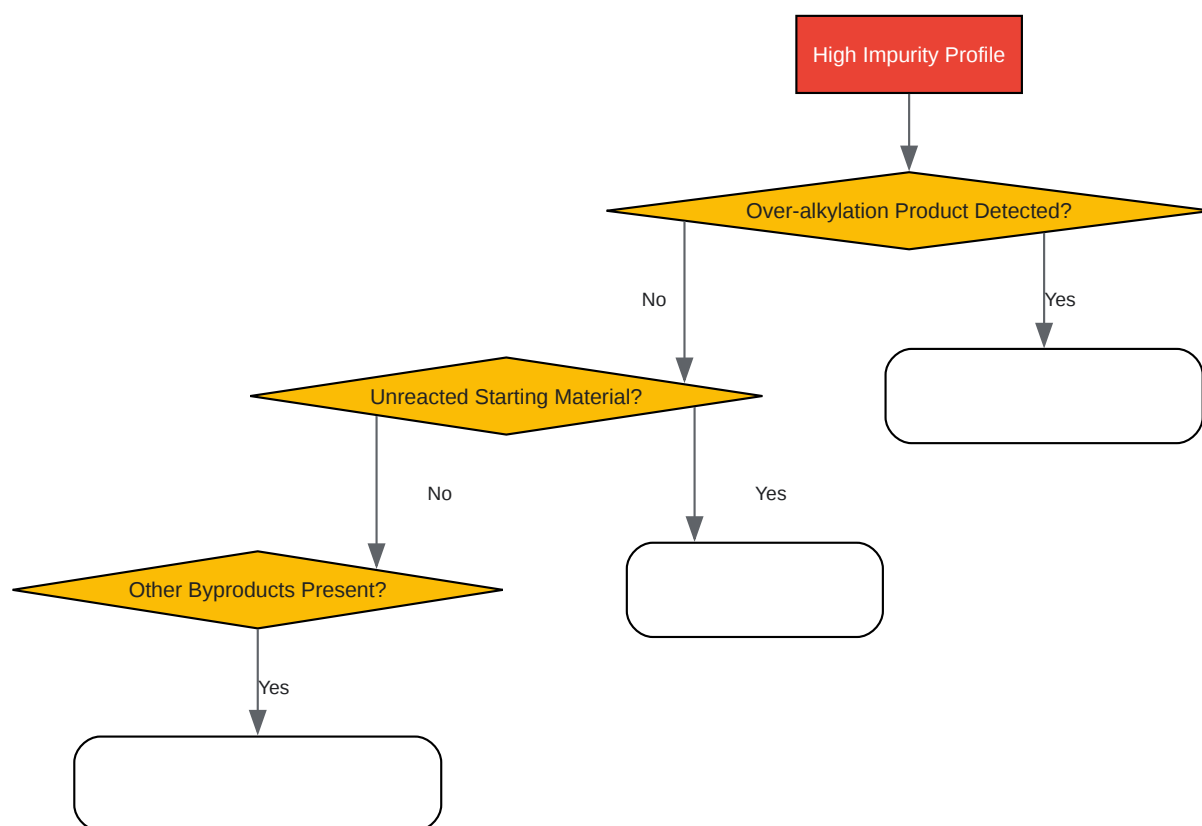 High Impurity Profile
Over-alkylation Product Detected?
No
Yes
Unreacted Starting Material?
No
Yes
Other Byproducts Present?
Yes